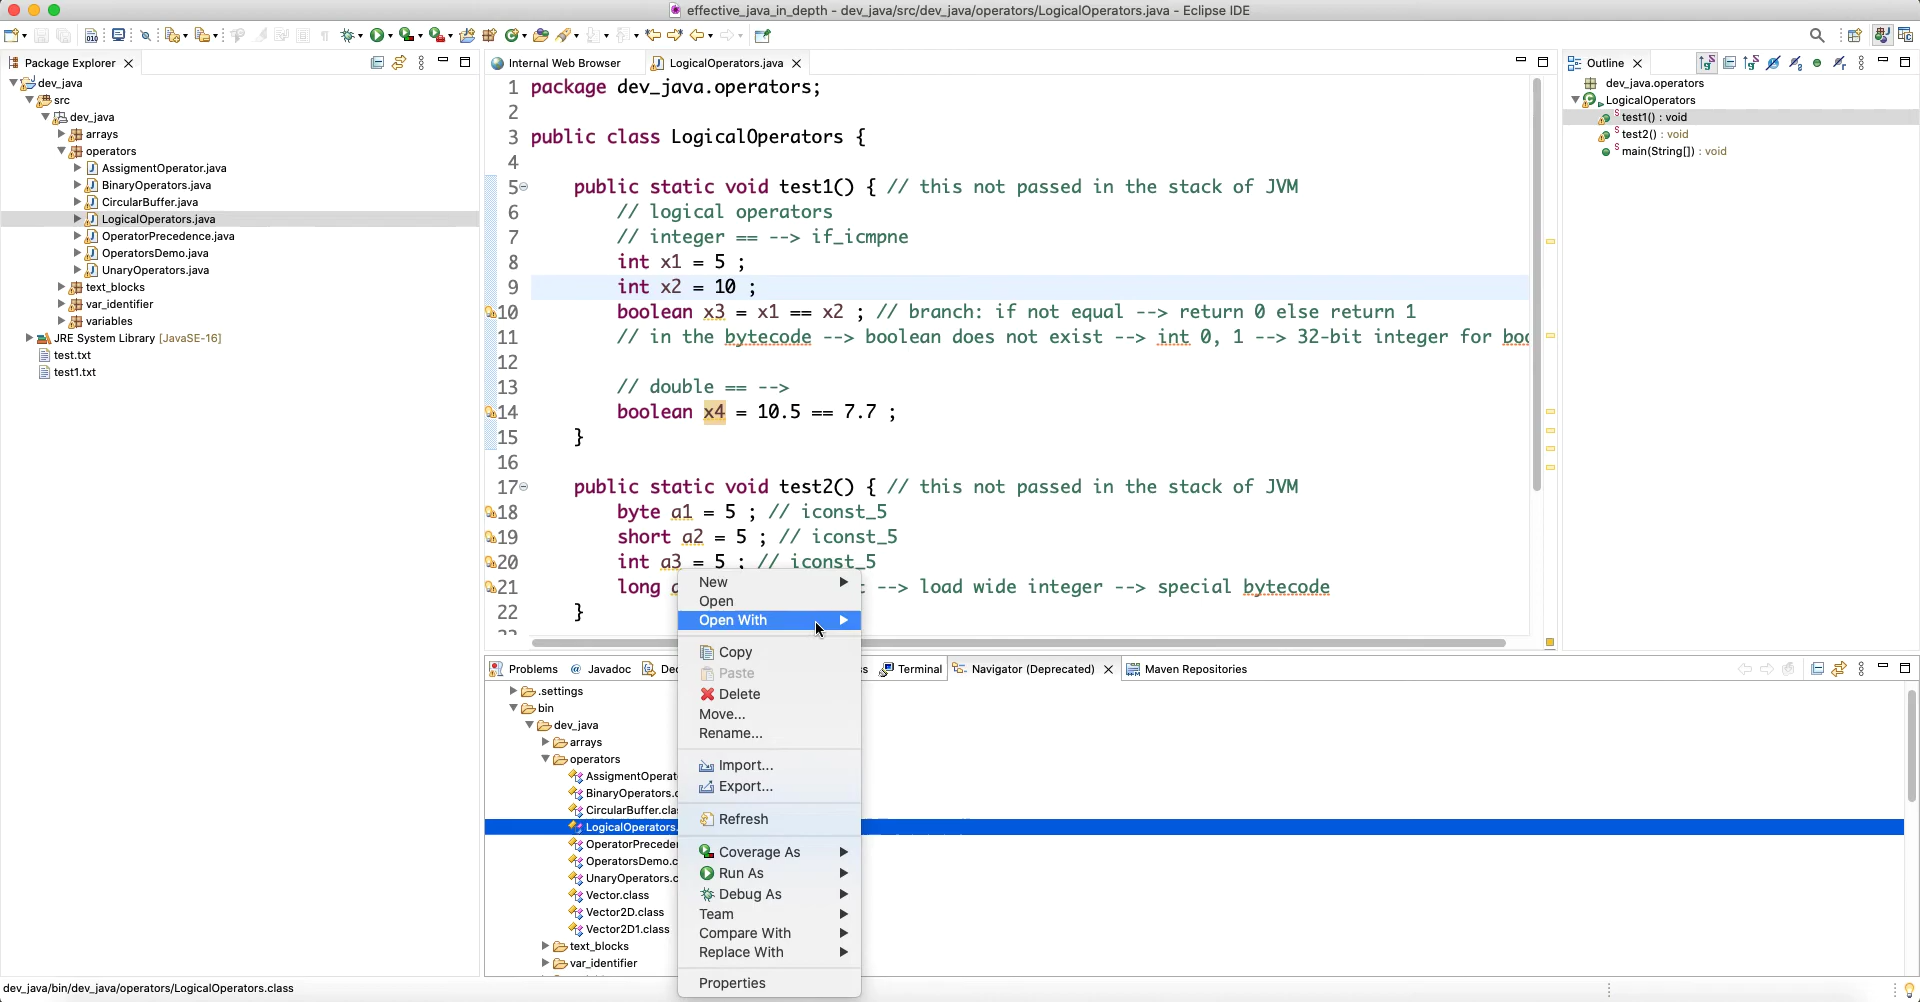 effective_java_in_depth - dev_java/src/dev_java/operators/LogicalOperators.java - Eclipse IDE
Package Explorer
dev_java
src
dev_java
arrays
operators
AssigmentOperator.java
BinaryOperators.java
CircularBuffer.java
LogicalOperators.java
OperatorPrecedence.java
OperatorsDemo.java
UnaryOperators.java
text_blocks
var_identifier
variables
JRE System Library [JavaSE-16]
test.txt
test1.txt
Internal Web Browser
LogicalOperators.java
1 package dev_java.operators;
2
3 public class LogicalOperators {
4
5 public static void test1() { // this not passed in the stack of JVM
6 // logical operators
7 // integer == --> if_icmpne
8 int x1 = 5 ;
9 int x2 = 10 ;
10 boolean x3 = x1 == x2 ; // branch: if not equal --> return 0 else return 1
11 // in the bytecode --> boolean does not exist --> int 0, 1 --> 32-bit integer for boo
12
13 // double == -->
14 boolean x4 = 10.5 == 7.7 ;
15 }
16
17 public static void test2() { // this not passed in the stack of JVM
18 byte a1 = 5 ; // iconst_5
19 short a2 = 5 ; // iconst_5
20 int a3 = 5 ; // iconst_5
21 long --> load wide integer --> special bytecode
22 }
Outline
dev_java.operators
LogicalOperators
test1() : void
test2() : void
main(String[]) : void
Problems
@ Javadoc
Dec
Terminal
Navigator (Deprecated)
Maven Repositories
.settings
bin
dev_java
arrays
operators
AssigmentOperat
BinaryOperators.c
CircularBuffer.cla
LogicalOperators.
OperatorPreceder
OperatorsDemo.c
UnaryOperators.c
Vector.class
Vector2D.class
Vector2D1.class
text_blocks
var_identifier
New
Open
Open With
Copy
Paste
Delete
Move...
Rename...
Import...
Export...
Refresh
Coverage As
Run As
Debug As
Team
Compare With
Replace With
Properties
dev_java/bin/dev_java/operators/LogicalOperators.class